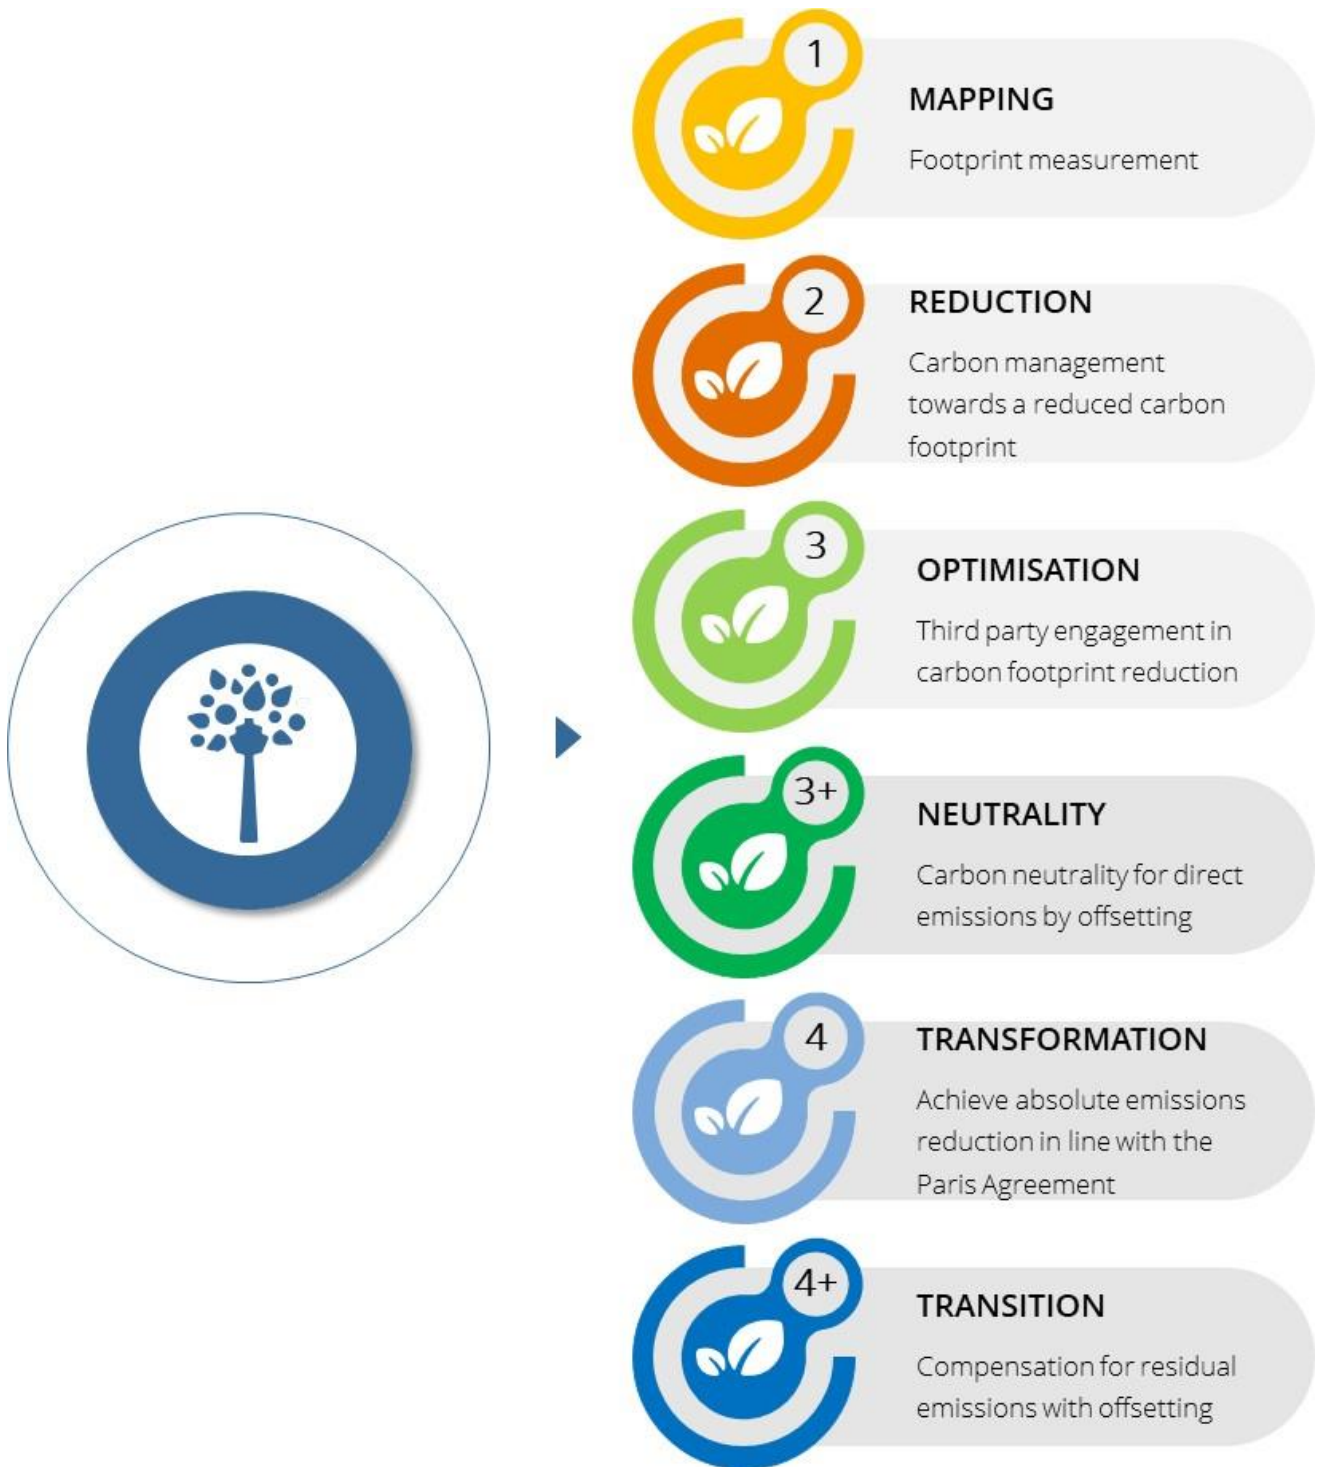 1
MAPPING
Footprint measurement
2
REDUCTION
Carbon management
towards a reduced carbon
footprint
3
OPTIMISATION
Third party engagement in
carbon footprint reduction
3+
NEUTRALITY
Carbon neutrality for direct
emissions by offsetting
4
TRANSFORMATION
Achieve absolute emissions
reduction in line with the
Paris Agreement
4+
TRANSITION
Compensation for residual
emissions with offsetting